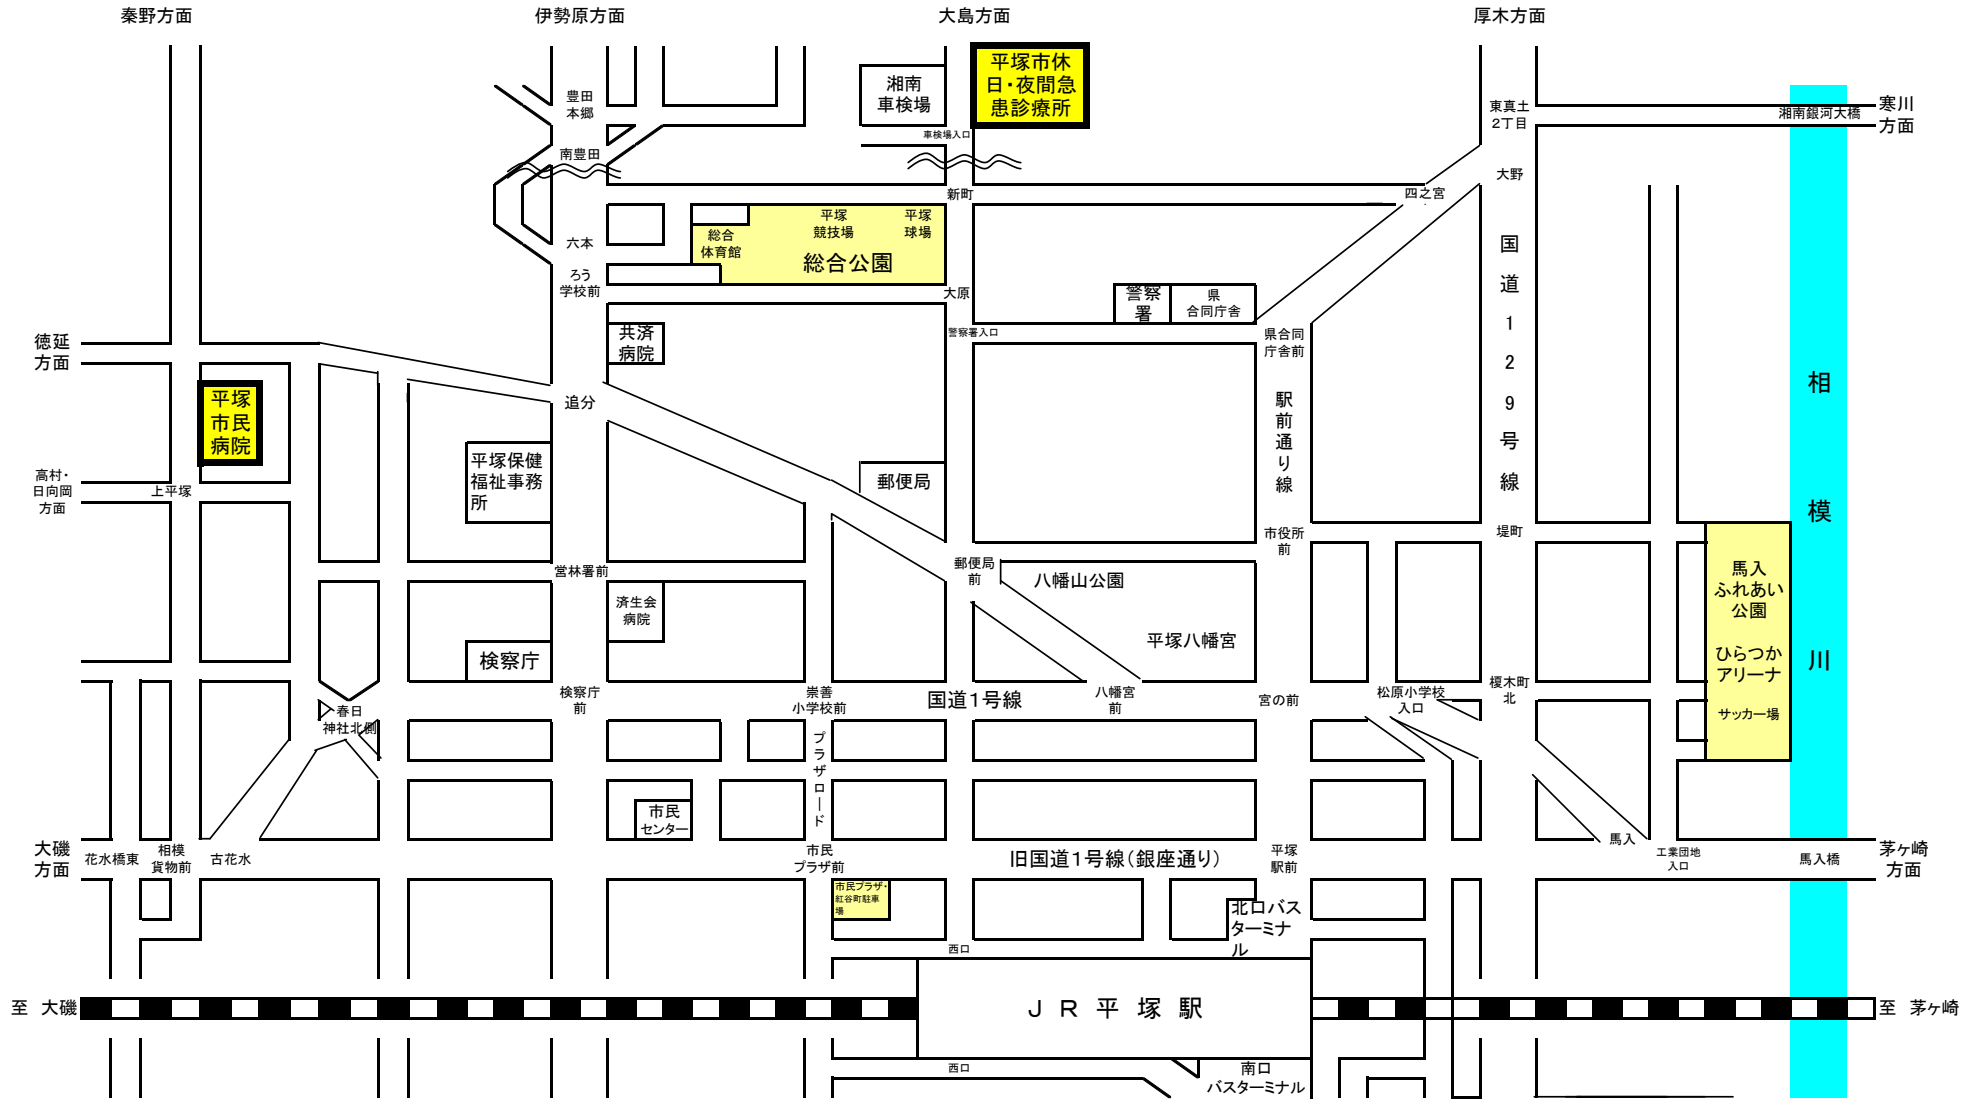 秦野方面
伊勢原方面
大島方面
厚木方面
湘南
車検場
平塚市休
日・夜間急
患診療所
豊田
本郷
車検場入口
東真土
2丁目
湘南銀河大橋
寒川
方面
南豊田
新町
四之宮
大野
総合
体育館
平塚
競技場
平塚
球場
総合公園
六本
ろう
学校前
大原
警察
署
県
合同庁舎
国道129号線
警察署入口
県合同
庁舎前
共済
病院
徳延
方面
相模川
追分
駅前通り線
平塚
市民
病院
平塚保健
福祉事務
所
郵便局
高村・
日向岡
方面
上平塚
市役所
前
堤町
営林署前
郵便局
前
八幡山公園
馬入
ふれあい
公園
済生会
病院
平塚八幡宮
検察庁
ひらつか
アリーナ
サッカー場
検察庁
前
崇善
小学校前
国道1号線
八幡宮
前
宮の前
松原小学校
入口
榎木町
北
春日
神社北側
プラザロード
市民
センター
大磯
方面
花水橋東
相模
貨物前
古花水
市民
プラザ前
旧国道1号線(銀座通り)
平塚
駅前
馬入
工業団地
入口
馬入橋
茅ヶ崎
方面
市民プラザ・
紅谷町駐車
場
北口バス
ターミナ
ル
西口
至 大磯
JR平塚駅
至 茅ヶ崎
西口
南口
バスターミナル